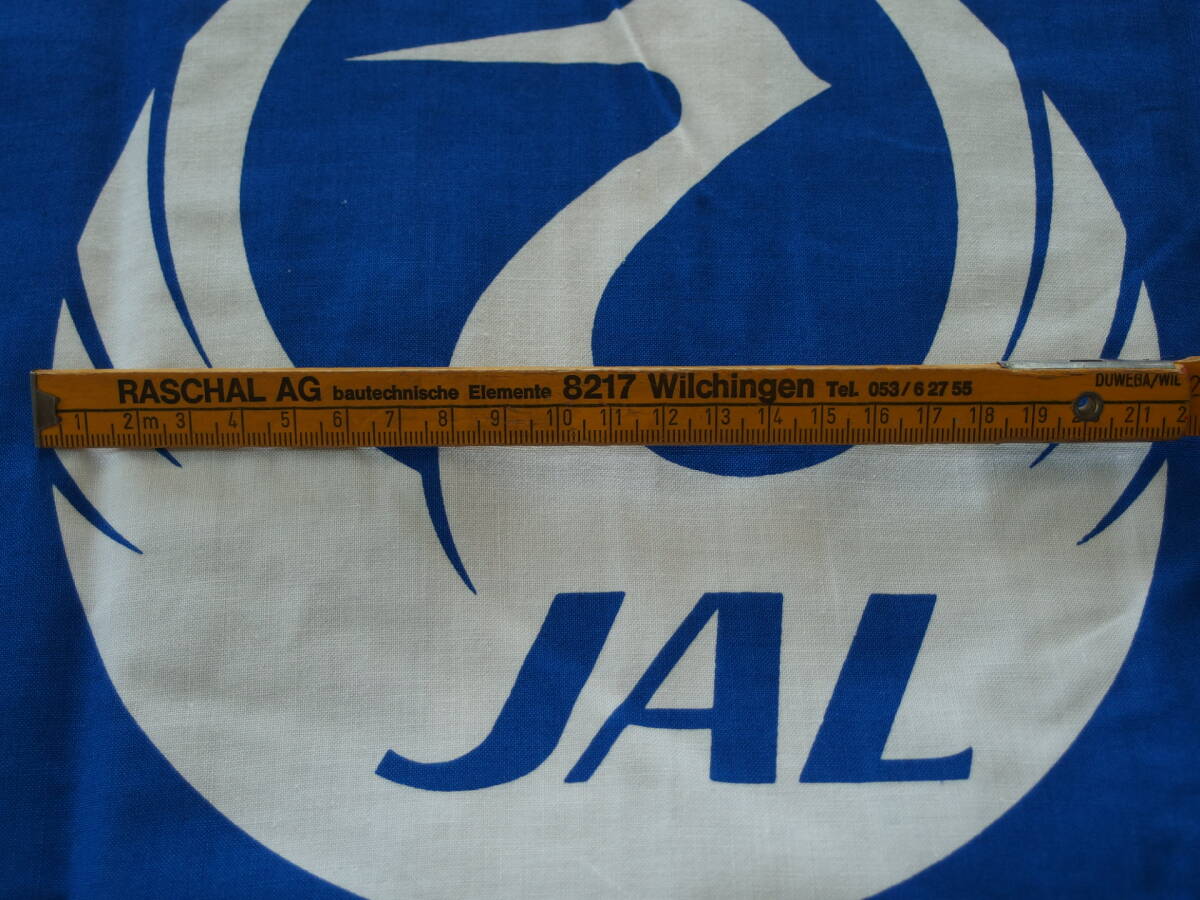 RASCHAL AG bautechnische Elemente 8217 Wilchingen Tel. 053/6 27 55
DUWEBA/WIL
1 2 m 3 4 5 6 7 8 9 10 11 12 13 14 15 16 17 18 19 2 21 2
JAL